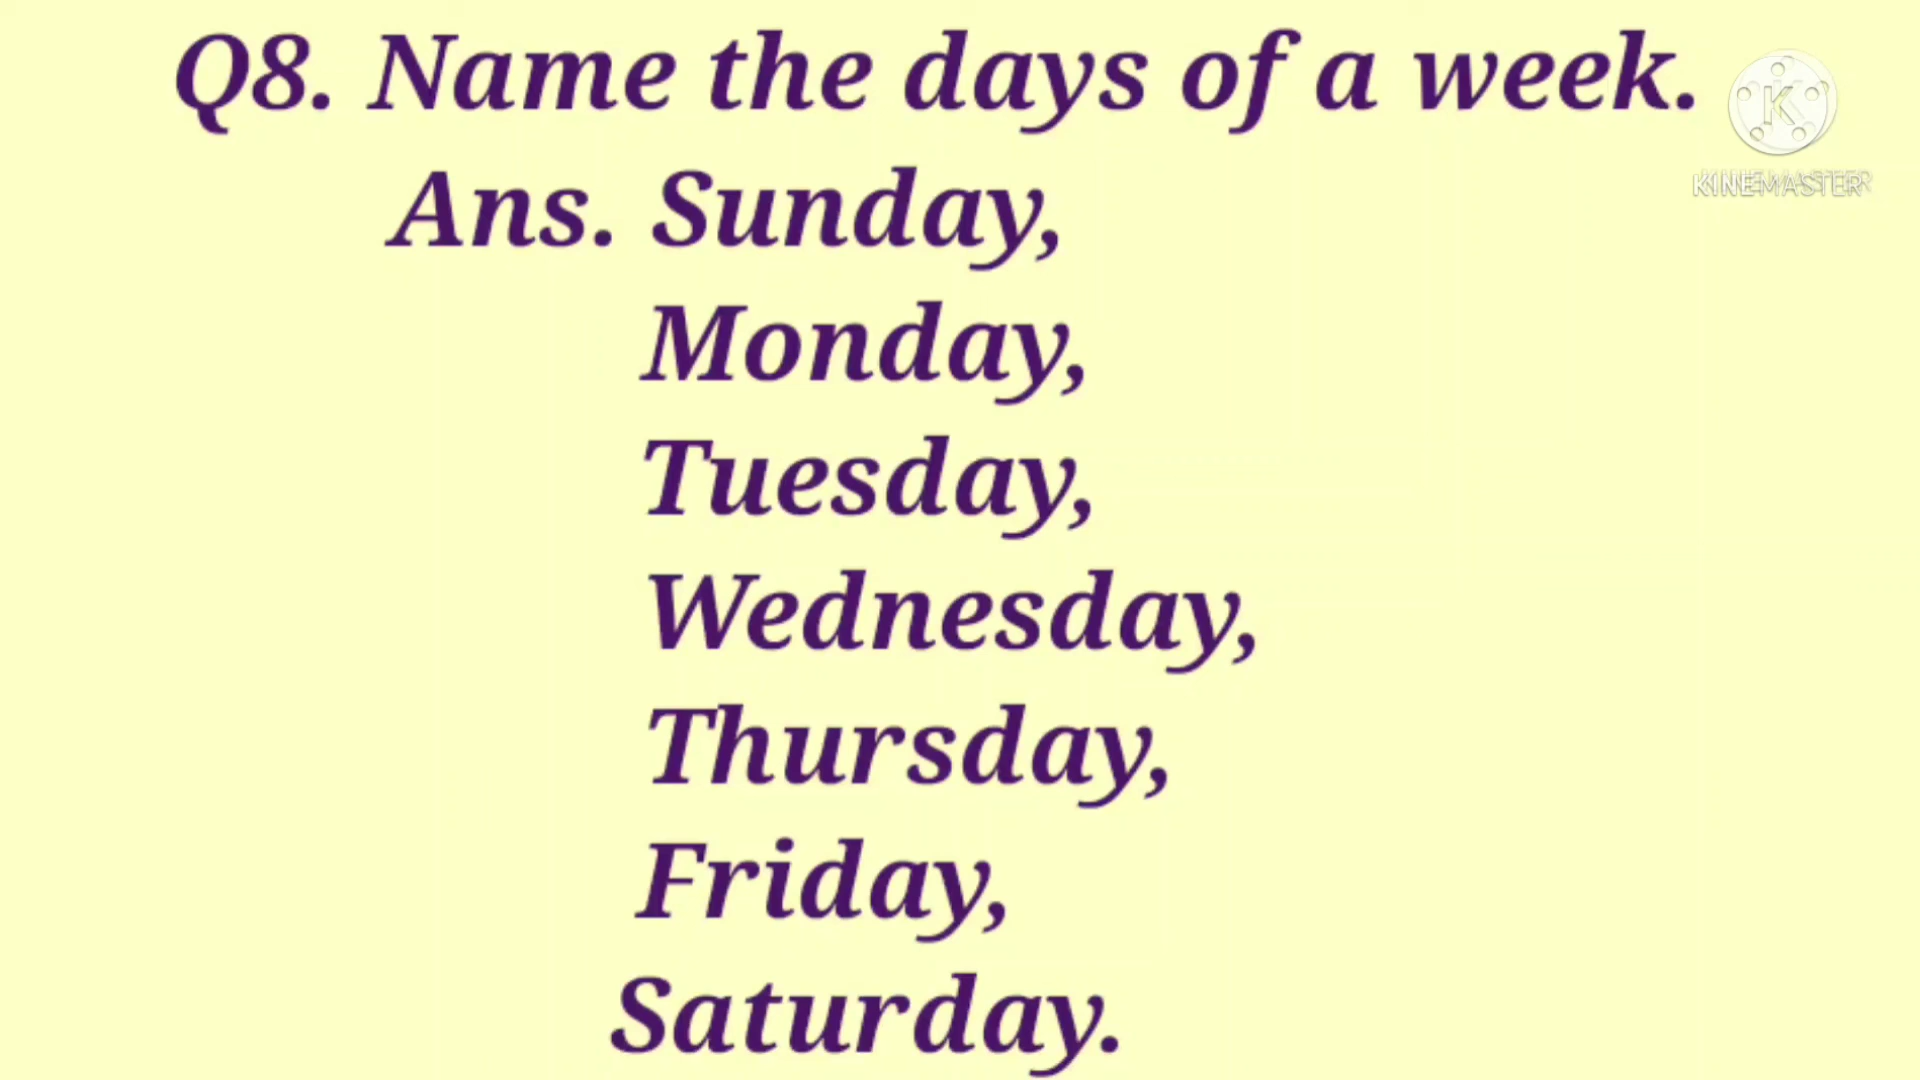 Q8. Name the days of a week.
KINEMASTER
Ans. Sunday,
Monday,
Tuesday,
Wednesday,
Thursday,
Friday,
Saturday.